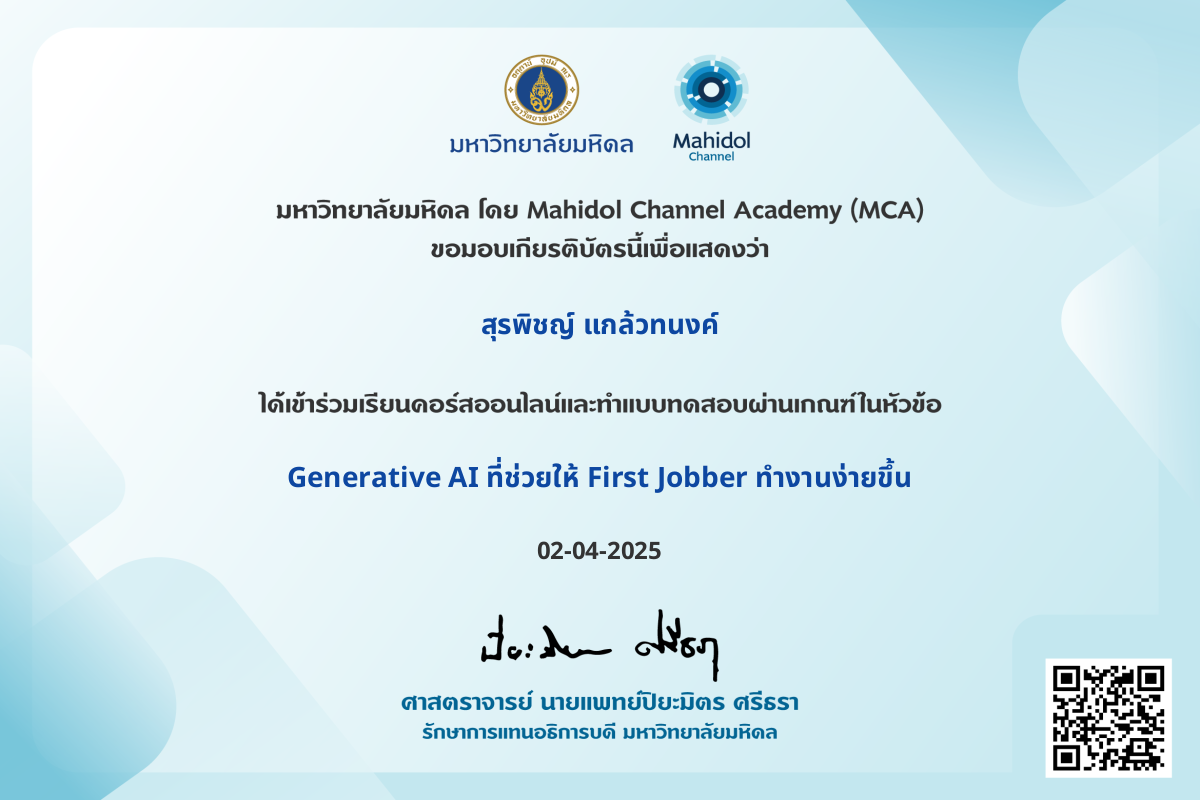 มหาวิทยาลัยมหิดล
Mahidol
Channel
มหาวิทยาลัยมหิดล โดย Mahidol Channel Academy (MCA)
ขอมอบเกียรติบัตรนี้เพื่อแสดงว่า
สุรพิชญ์ แกล้วทนงค์
ได้เข้าร่วมเรียนคอร์สออนไลน์และทำแบบทดสอบผ่านเกณฑ์ในหัวข้อ
Generative AI ที่ช่วยให้ First Jobber ทำงานง่ายขึ้น
02-04-2025
ศาสตราจารย์ นายแพทย์ปิยะมิตร ศรีธรา
รักษาการแทนอธิการบดี มหาวิทยาลัยมหิดล